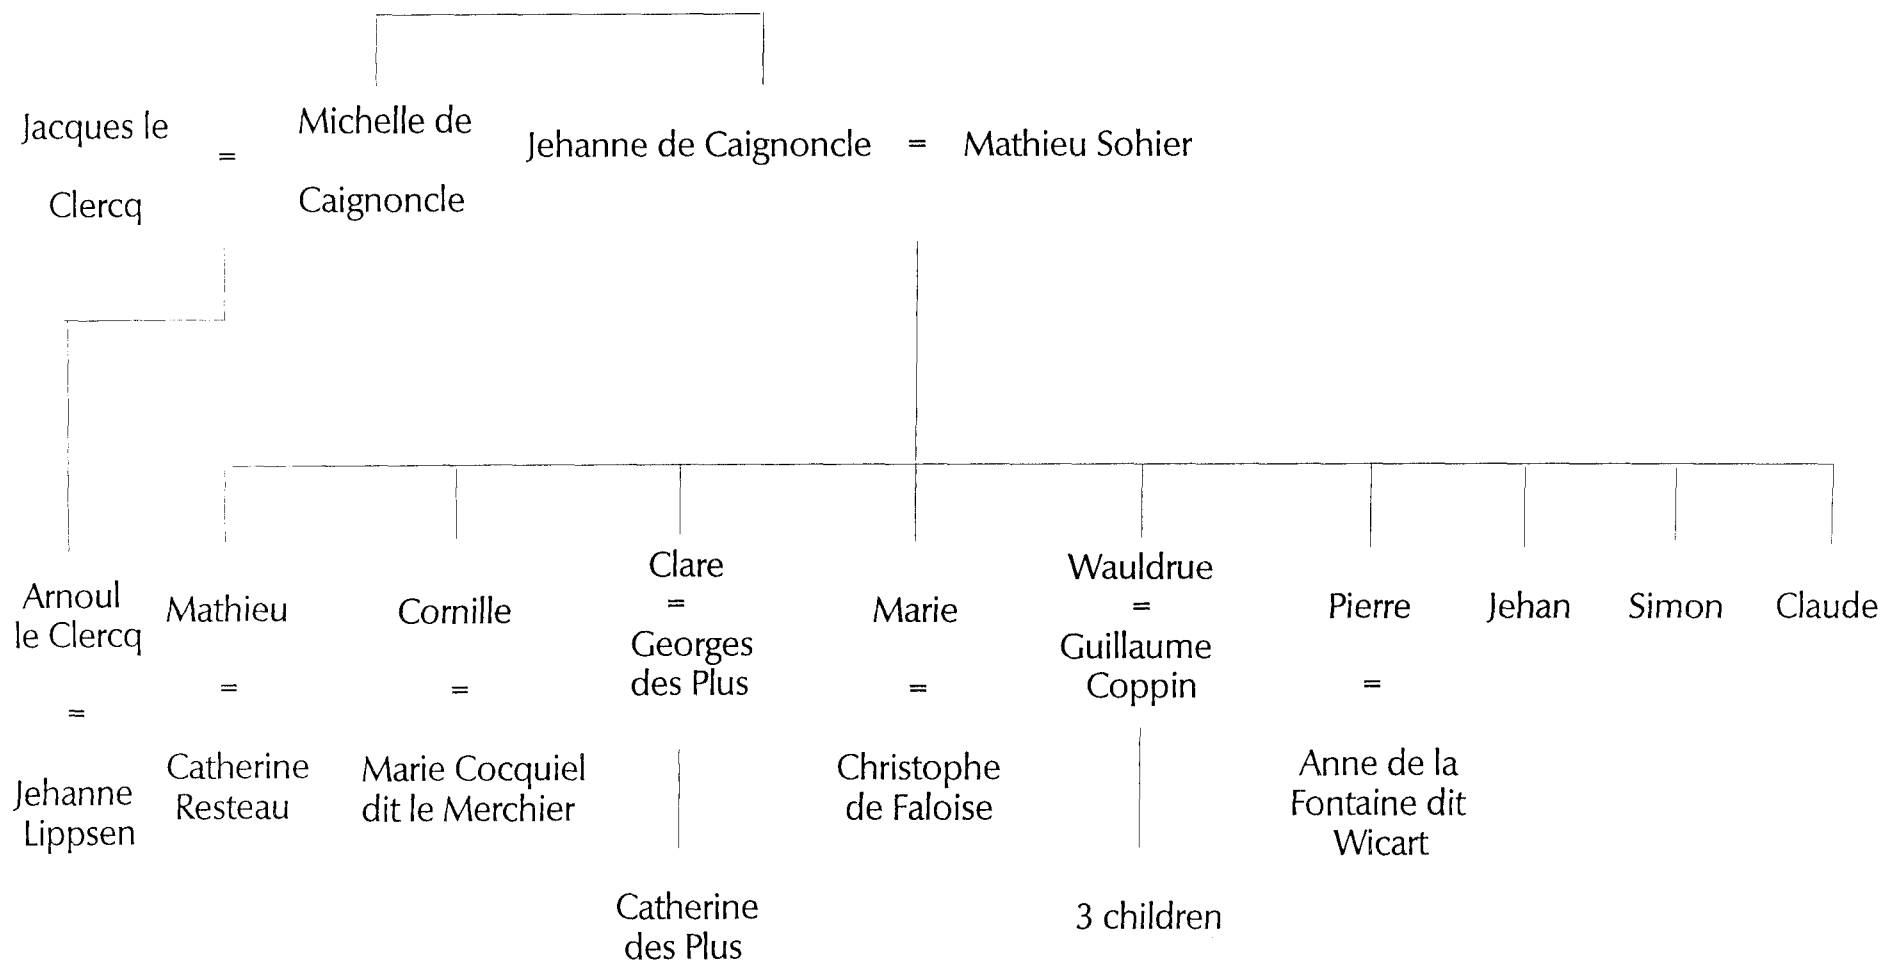 Jacques le
Clercq
=
Michelle de
Caignoncle
Jehanne de Caignoncle = Mathieu Sohier
Arnoul
le Clercq
=
Jehanne
Lippsen
Mathieu
=
Catherine
Resteau
Cornille
=
Marie Cocquiel
dit le Merchier
Clare
=
Georges
des Plus
Catherine
des Plus
Marie
=
Christophe
de Faloise
Wauldrue
=
Guillaume
Coppin
3 children
Pierre
=
Anne de la
Fontaine dit
Wicart
Jehan
Simon
Claude